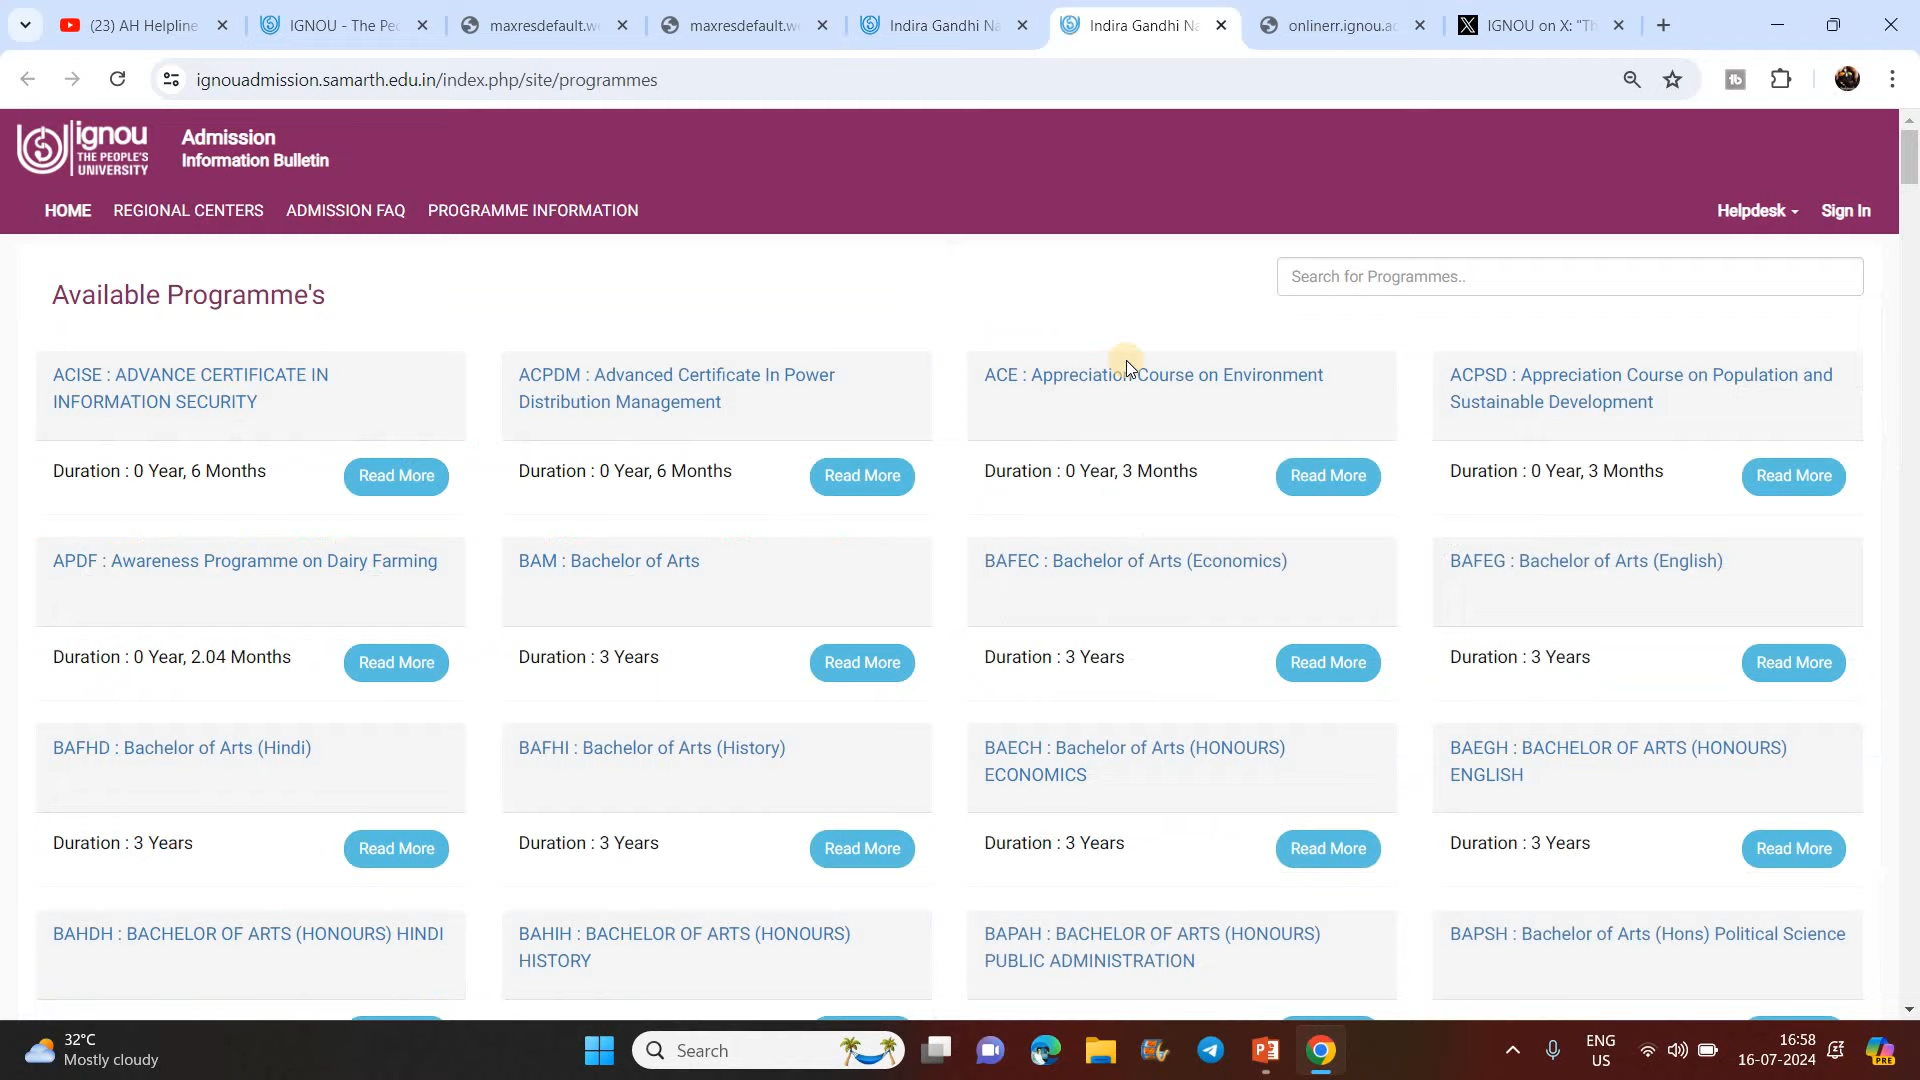 (23) AH Helpline
IGNOU - The Pe
maxresdefault.w
maxresdefault.w
Indira Gandhi Na
Indira Gandhi Na
onlinerr.ignou.ac
IGNOU on X: "Th
ignouadmission.samarth.edu.in/index.php/site/programmes
ignou
THE PEOPLE'S
UNIVERSITY
Admission
Information Bulletin
HOME REGIONAL CENTERS ADMISSION FAQ PROGRAMME INFORMATION
Helpdesk Sign In
Available Programme's
Search for Programmes..
ACISE : ADVANCE CERTIFICATE IN
INFORMATION SECURITY
Duration : 0 Year, 6 Months
Read More
ACPDM : Advanced Certificate In Power
Distribution Management
Duration : 0 Year, 6 Months
Read More
ACE : Appreciation Course on Environment
Duration : 0 Year, 3 Months
Read More
ACPSD : Appreciation Course on Population and
Sustainable Development
Duration : 0 Year, 3 Months
Read More
APDF : Awareness Programme on Dairy Farming
Duration : 0 Year, 2.04 Months
Read More
BAM : Bachelor of Arts
Duration : 3 Years
Read More
BAFEC : Bachelor of Arts (Economics)
Duration : 3 Years
Read More
BAFEG : Bachelor of Arts (English)
Duration : 3 Years
Read More
BAFHD : Bachelor of Arts (Hindi)
Duration : 3 Years
Read More
BAFHI : Bachelor of Arts (History)
Duration : 3 Years
Read More
BAECH : Bachelor of Arts (HONOURS)
ECONOMICS
Duration : 3 Years
Read More
BAEGH : BACHELOR OF ARTS (HONOURS)
ENGLISH
Duration : 3 Years
Read More
BAHDH : BACHELOR OF ARTS (HONOURS) HINDI
BAHIH : BACHELOR OF ARTS (HONOURS)
HISTORY
BAPAH : BACHELOR OF ARTS (HONOURS)
PUBLIC ADMINISTRATION
BAPSH : Bachelor of Arts (Hons) Political Science
32°C
Mostly cloudy
Search
ENG
US
16:58
16-07-2024
PRE